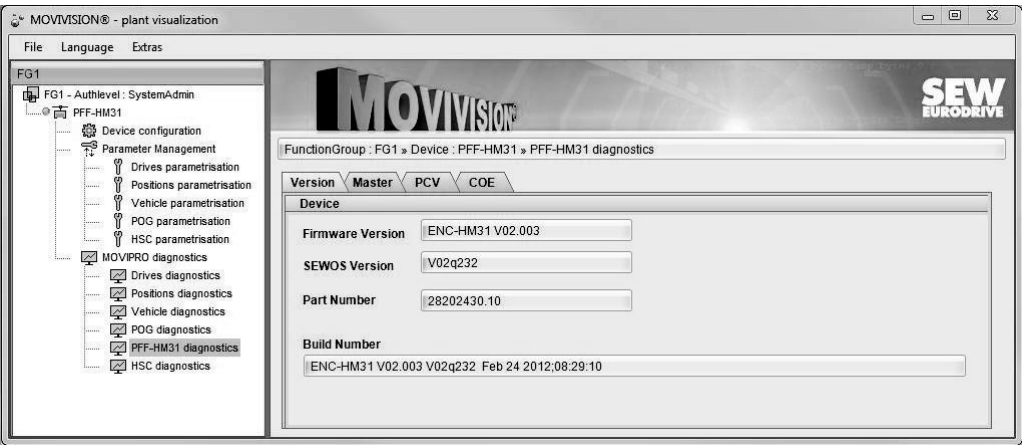 MOVIVISION® - plant visualization
File Language Extras
FG1
FG1 - Authlevel : SystemAdmin
PFF-HM31
Device configuration
Parameter Management
Drives parametrisation
Positions parametrisation
Vehicle parametrisation
POG parametrisation
HSC parametrisation
MOVIPRO diagnostics
Drives diagnostics
Positions diagnostics
Vehicle diagnostics
POG diagnostics
PFF-HM31 diagnostics
HSC diagnostics
MOVIVISION®
SEW
EURODRIVE
FunctionGroup : FG1 » Device : PFF-HM31 » PFF-HM31 diagnostics
Version Master PCV COE
Device
Firmware Version ENC-HM31 V02.003
SEWOS Version V02q232
Part Number 28202430.10
Build Number
ENC-HM31 V02.003 V02q232 Feb 24 2012;08:29:10